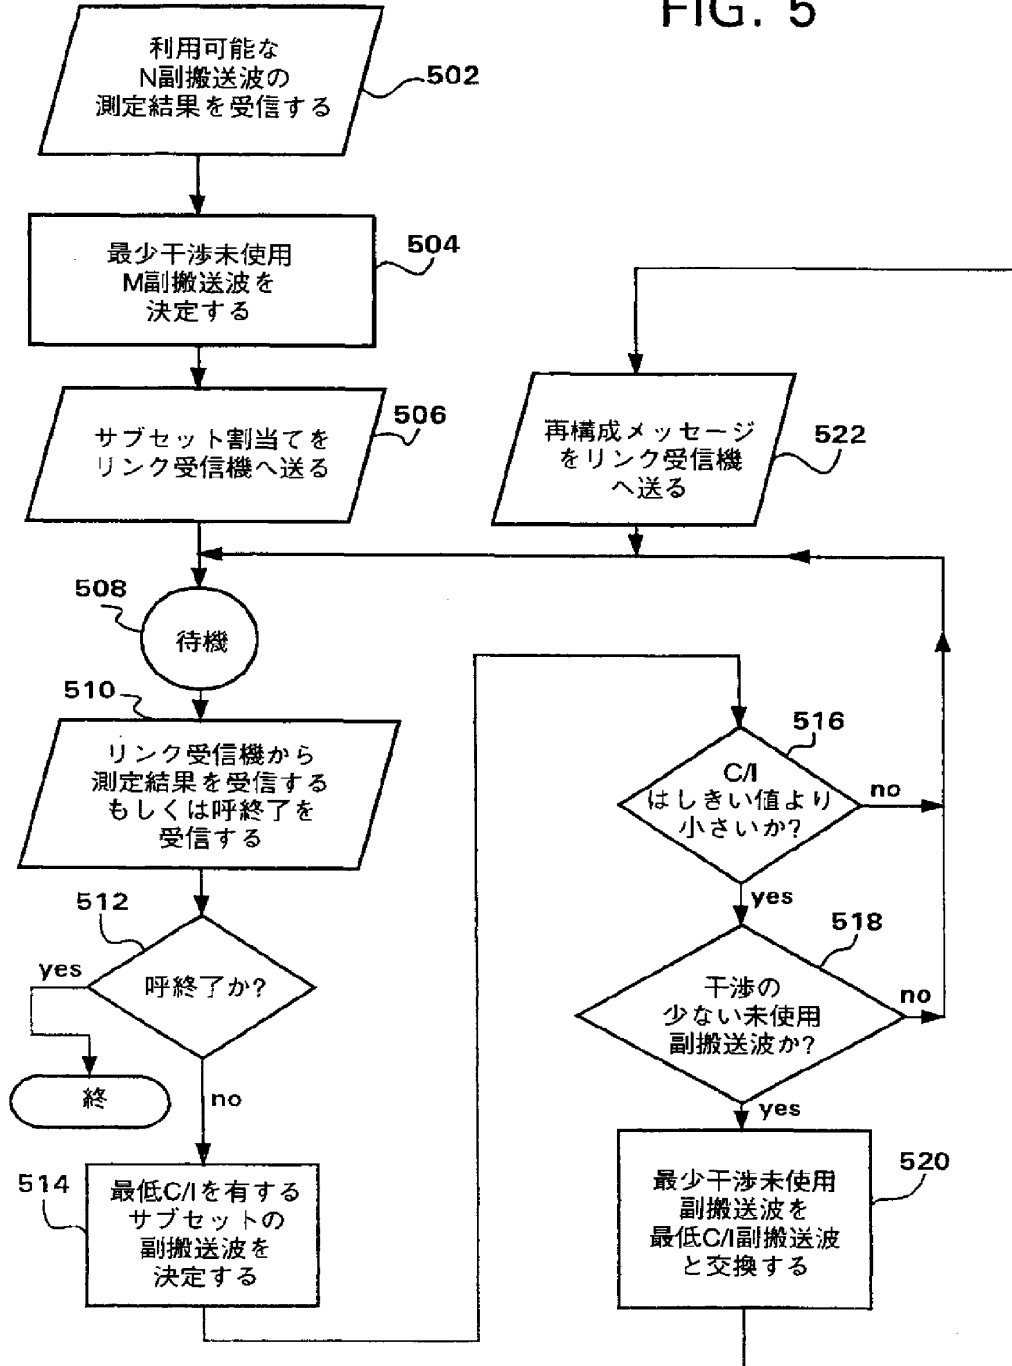 FIG. 5
利用可能な
N副搬送波の
測定結果を受信する
502
最少干渉未使用
M副搬送波を
決定する
504
サブセット割当てを
リンク受信機へ送る
506
再構成メッセージ
をリンク受信機
へ送る
522
508
待機
510
リンク受信機から
測定結果を受信する
もしくは呼終了を
受信する
512
呼終了か?
yes
終
no
514
最低C/Iを有する
サブセットの
副搬送波を
決定する
516
C/I
はしきい値より
小さいか?
no
yes
518
干渉の
少ない未使用
副搬送波か?
no
yes
520
最少干渉未使用
副搬送波を
最低C/I副搬送波
と交換する